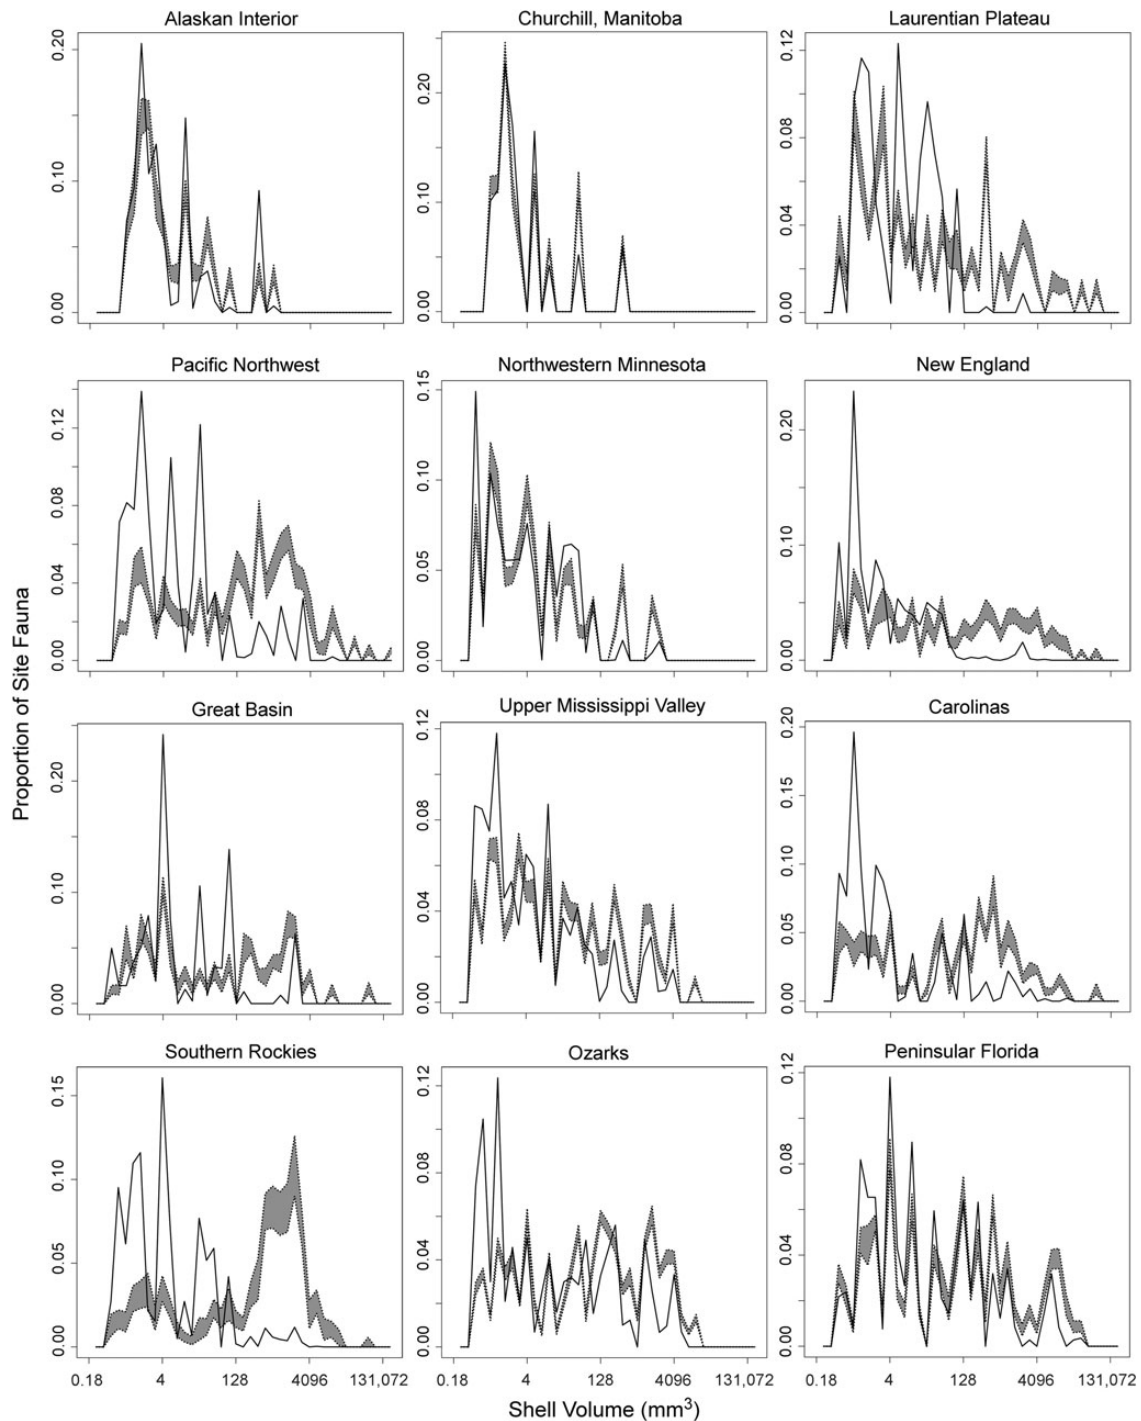 Alaskan Interior
Churchill, Manitoba
Laurentian Plateau
0.00 0.10 0.20
0.00 0.10 0.20
0.00 0.04 0.08 0.12
Pacific Northwest
Northwestern Minnesota
New England
0.00 0.04 0.08 0.12
0.00 0.05 0.10 0.15
0.00 0.10 0.20
Proportion of Site Fauna
Great Basin
Upper Mississippi Valley
Carolinas
0.00 0.10 0.20
0.00 0.04 0.08 0.12
0.00 0.05 0.10 0.15 0.20
Southern Rockies
Ozarks
Peninsular Florida
0.00 0.05 0.10 0.15
0.00 0.04 0.08 0.12
0.00 0.04 0.08 0.12
0.18 4 128 4096 131,072
0.18 4 128 4096 131,072
0.18 4 128 4096 131,072
Shell Volume (mm³)